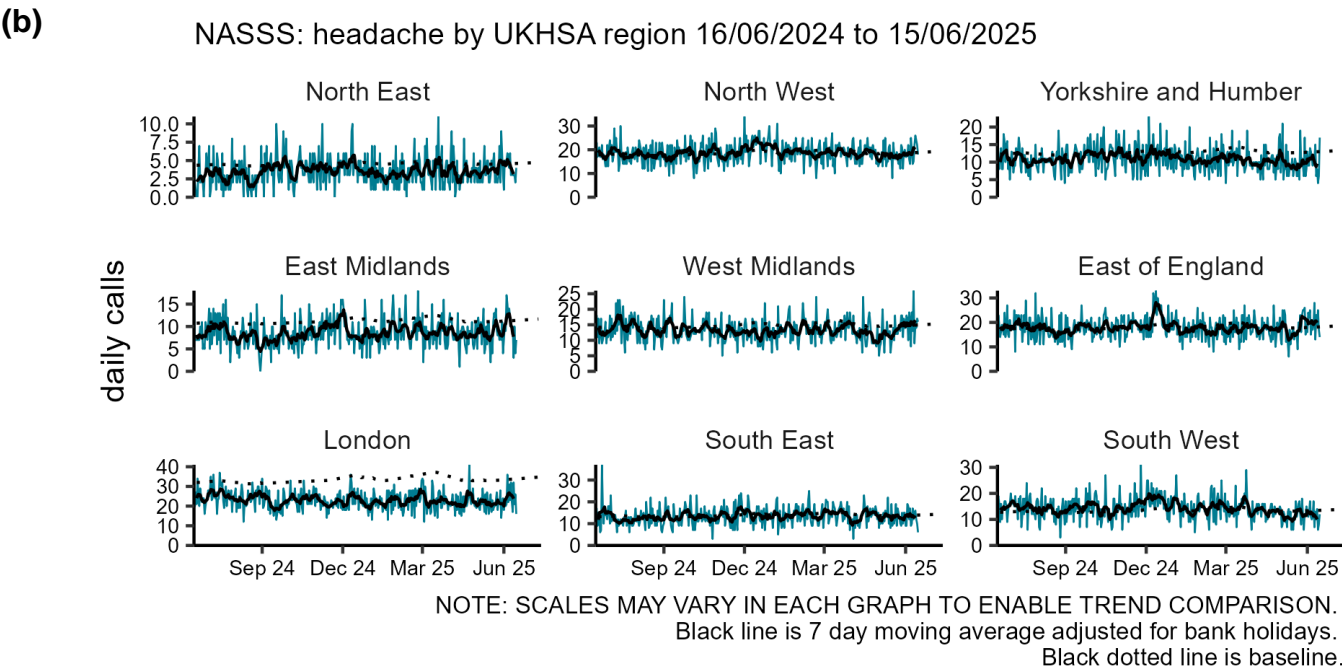 (b)
NASSS: headache by UKHSA region 16/06/2024 to 15/06/2025
North East
North West
Yorkshire and Humber
10.0
7.5
5.0
2.5
0.0
30
20
10
0
20
15
10
5
0
daily calls
East Midlands
West Midlands
East of England
15
10
5
0
25
20
15
10
5
0
30
20
10
0
London
South East
South West
40
30
20
10
0
30
20
10
0
30
20
10
0
Sep 24 Dec 24 Mar 25 Jun 25
Sep 24 Dec 24 Mar 25 Jun 25
Sep 24 Dec 24 Mar 25 Jun 25
NOTE: SCALES MAY VARY IN EACH GRAPH TO ENABLE TREND COMPARISON.
Black line is 7 day moving average adjusted for bank holidays.
Black dotted line is baseline.